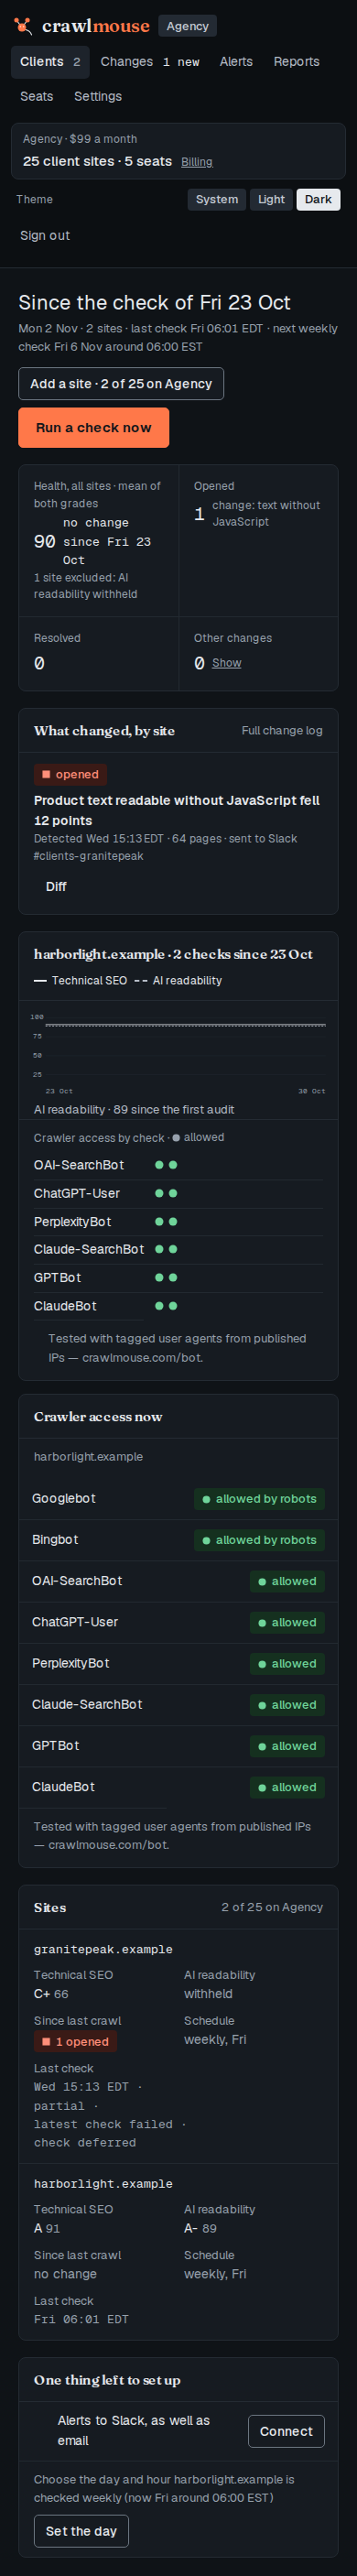 crawlmouse Agency
Clients 2 Changes 1 new Alerts Reports
Seats Settings
Agency · $99 a month
25 client sites · 5 seats Billing
Theme System Light Dark
Sign out
Since the check of Fri 23 Oct
Mon 2 Nov · 2 sites · last check Fri 06:01 EDT · next weekly
check Fri 6 Nov around 06:00 EST
Add a site · 2 of 25 on Agency
Run a check now
Health, all sites · mean of
both grades
90 no change
since Fri 23
Oct
1 site excluded: AI
readability withheld
Opened
1 change: text without
JavaScript
Resolved
0
Other changes
0 Show
What changed, by site Full change log
opened
Product text readable without JavaScript fell
12 points
Detected Wed 15:13 EDT · 64 pages · sent to Slack
#clients-granitepeak
Diff
harborlight.example · 2 checks since 23 Oct
Technical SEO AI readability
100
75
50
25
23 Oct 30 Oct
AI readability · 89 since the first audit
Crawler access by check · allowed
OAI-SearchBot
ChatGPT-User
PerplexityBot
Claude-SearchBot
GPTBot
ClaudeBot
Tested with tagged user agents from published
IPs — crawlmouse.com/bot.
Crawler access now
harborlight.example
Googlebot allowed by robots
Bingbot allowed by robots
OAI-SearchBot allowed
ChatGPT-User allowed
PerplexityBot allowed
Claude-SearchBot allowed
GPTBot allowed
ClaudeBot allowed
Tested with tagged user agents from published IPs
— crawlmouse.com/bot.
Sites 2 of 25 on Agency
granitepeak.example
Technical SEO AI readability
C+ 66 withheld
Since last crawl Schedule
1 opened weekly, Fri
Last check
Wed 15:13 EDT ·
partial ·
latest check failed ·
check deferred
harborlight.example
Technical SEO AI readability
A 91 A- 89
Since last crawl Schedule
no change weekly, Fri
Last check
Fri 06:01 EDT
One thing left to set up
Alerts to Slack, as well as
email
Connect
Choose the day and hour harborlight.example is
checked weekly (now Fri around 06:00 EST)
Set the day